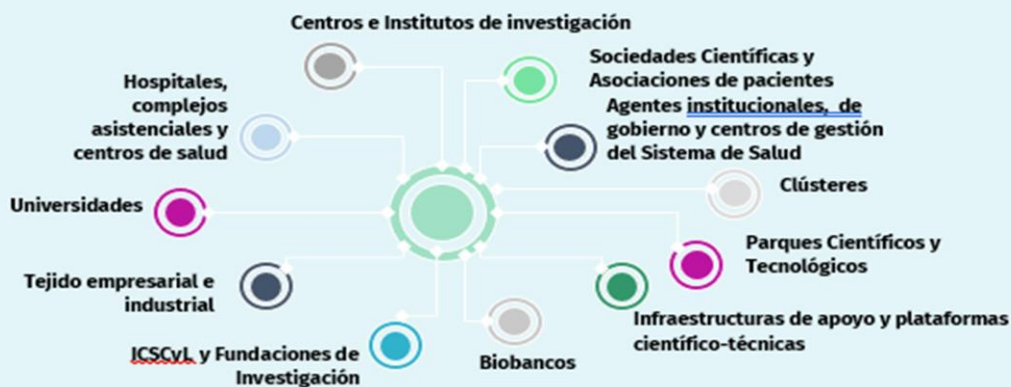 Centros e Institutos de investigación
Sociedades Científicas y
Asociaciones de pacientes
Agentes institucionales, de
gobierno y centros de gestión
del Sistema de Salud
Clústeres
Parques Científicos y
Tecnológicos
Infraestructuras de apoyo y plataformas
científico-técnicas
Biobancos
ICSCyL y Fundaciones de
Investigación
Tejido empresarial e
industrial
Universidades
Hospitales,
complejos
asistenciales y
centros de salud